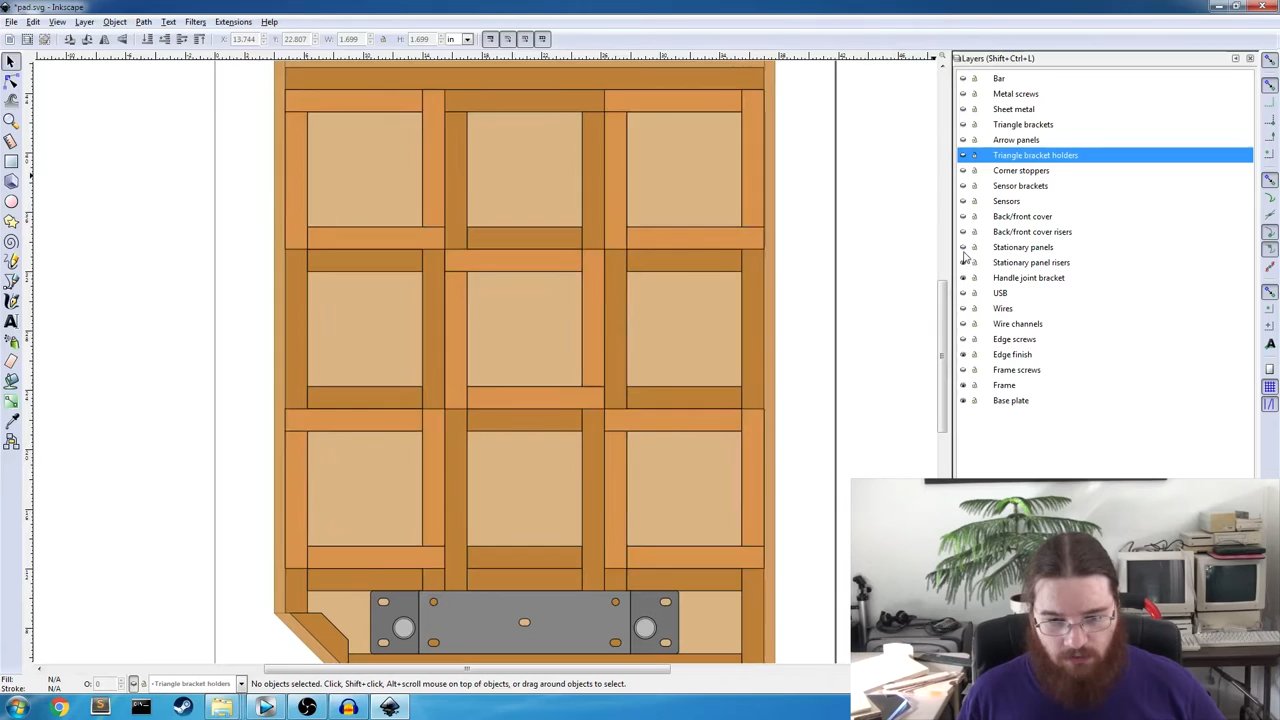 *pad.svg - Inkscape
File Edit View Layer Object Path Text Filters Extensions Help
X: 13.744 Y: 22.807 W: 1.699 H: 1.699 in
Layers (Shift+Ctrl+L)
Bar
Metal screws
Sheet metal
Triangle brackets
Arrow panels
Triangle bracket holders
Corner stoppers
Sensor brackets
Sensors
Back/front cover
Back/front cover risers
Stationary panels
Stationary panel risers
Handle joint bracket
USB
Wires
Wire channels
Edge screws
Edge finish
Frame screws
Frame
Base plate
Fill: N/A
Stroke: N/A
O: 0
Triangle bracket holders
No objects selected. Click, Shift+click, Alt+scroll mouse on top of objects, or drag around objects to select.